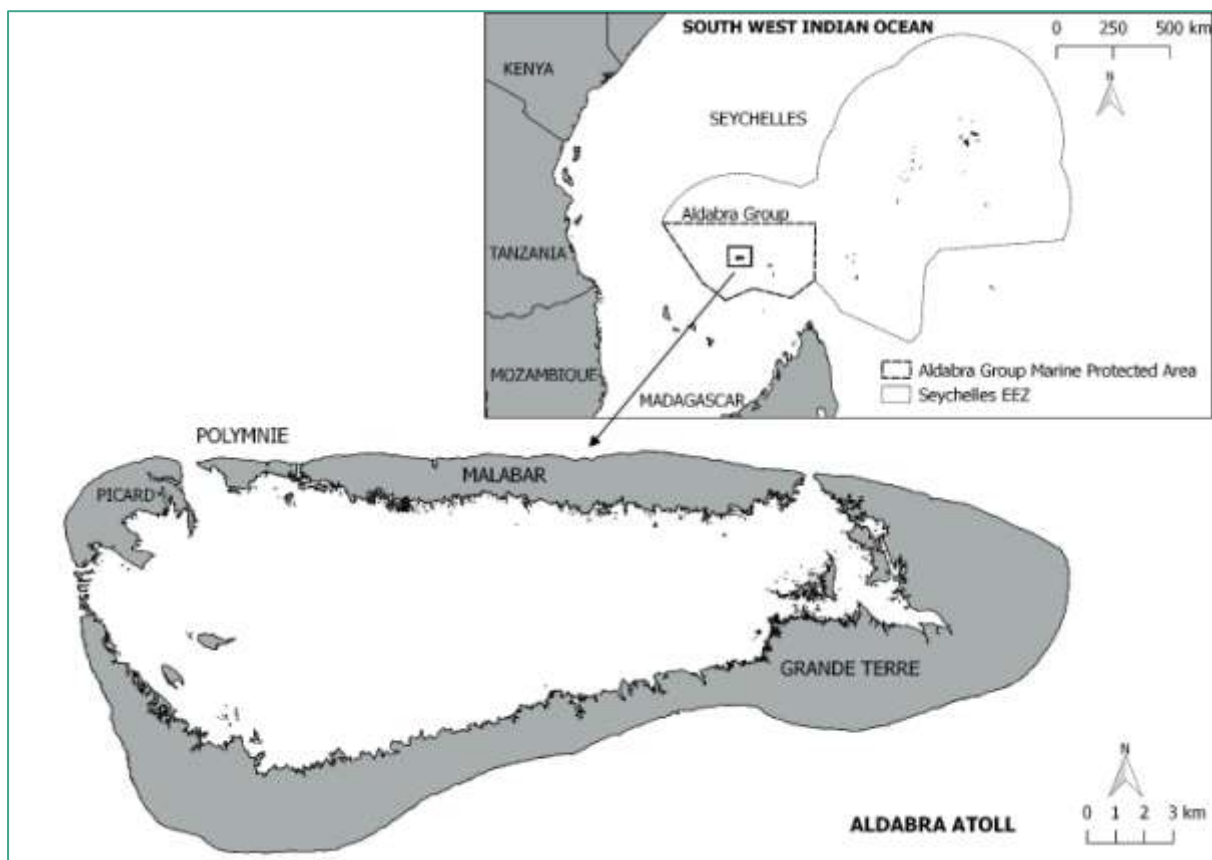 SOUTH WEST INDIAN OCEAN
0 250 500 km
KENYA
N
SEYCHELLES
Aldabra Group
TANZANIA
MOZAMBIQUE
MADAGASCAR
Aldabra Group Marine Protected Area
Seychelles EEZ
POLYMNIE
PICARD
MALABAR
GRANDE TERRE
N
ALDABRA ATOLL
0 1 2 3 km